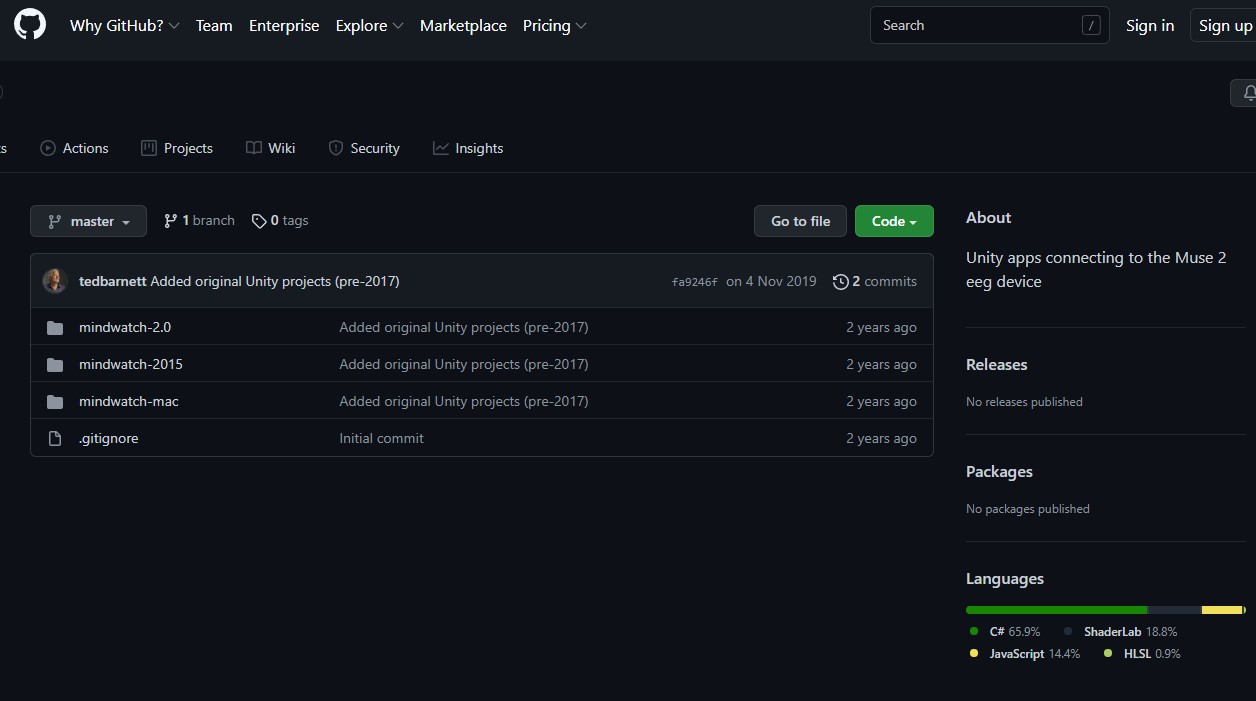 Why GitHub? Team Enterprise Explore Marketplace Pricing Search / Sign in Sign up
Actions Projects Wiki Security Insights
master 1 branch 0 tags Go to file Code
About
Unity apps connecting to the Muse 2
eeg device
tedbarnett Added original Unity projects (pre-2017) fa9246f on 4 Nov 2019 2 commits
mindwatch-2.0 Added original Unity projects (pre-2017) 2 years ago
mindwatch-2015 Added original Unity projects (pre-2017) 2 years ago
mindwatch-mac Added original Unity projects (pre-2017) 2 years ago
.gitignore Initial commit 2 years ago
Releases
No releases published
Packages
No packages published
Languages
C# 65.9% ShaderLab 18.8%
JavaScript 14.4% HLSL 0.9%